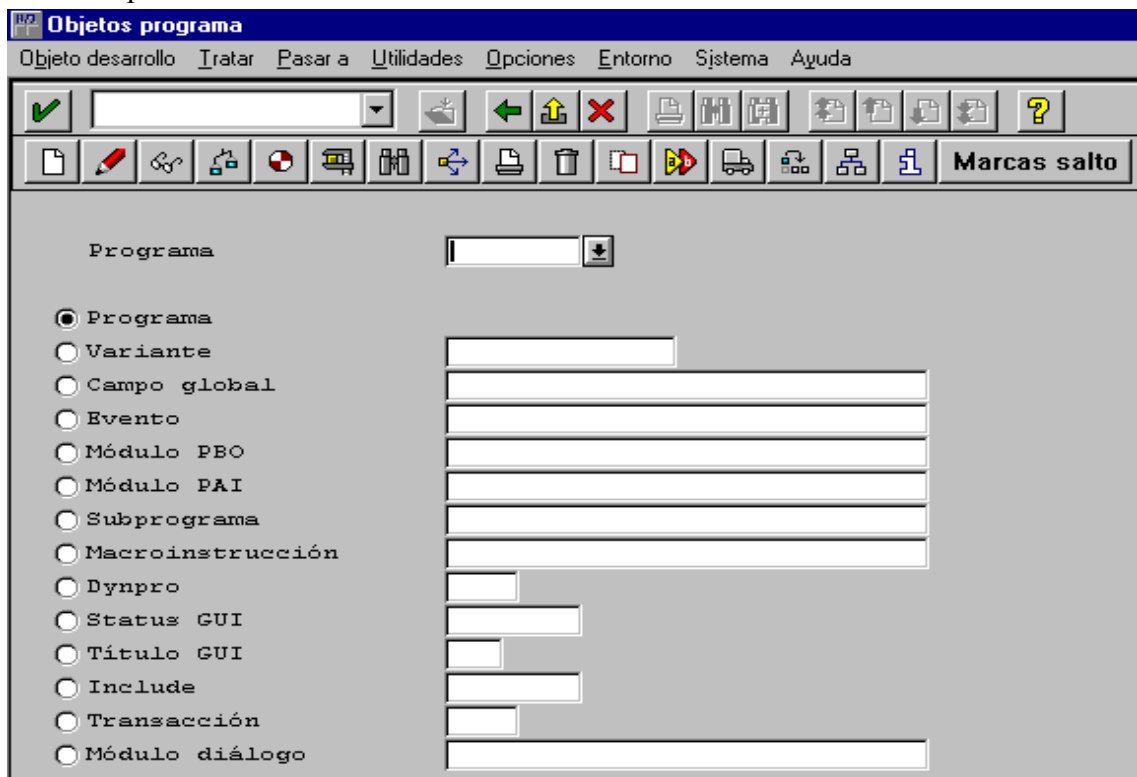 Objetos programa
Objeto desarrollo Tratar Pasar a Utilidades Opciones Entorno Sistema Ayuda
Marcas salto
Programa
Programa
Variante
Campo global
Evento
Módulo PBO
Módulo PAI
Subprograma
Macroinstrucción
Dynpro
Status GUI
Título GUI
Include
Transacción
Módulo diálogo